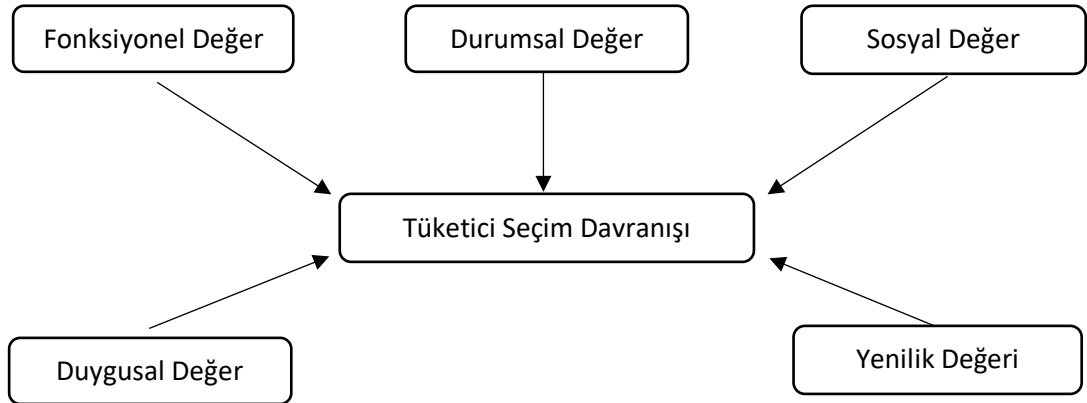 Fonksiyonel Değer
Durumsal Değer
Sosyal Değer
Tüketici Seçim Davranışı
Duygusal Değer
Yenilik Değeri